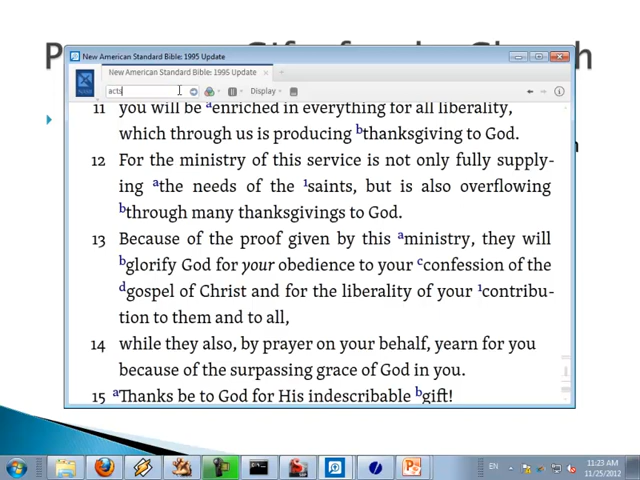 New American Standard Bible: 1995 Update
New American Standard Bible: 1995 Update
acts
Display
11 you will be ᵃenriched in everything for all liberality,
which through us is producing ᵇthanksgiving to God.
12 For the ministry of this service is not only fully supply-
ing ᵃthe needs of the ¹saints, but is also overflowing
ᵇthrough many thanksgivings to God.
13 Because of the proof given by this ᵃministry, they will
ᵇglorify God for your obedience to your ᶜconfession of the
ᵈgospel of Christ and for the liberality of your ¹contribu-
tion to them and to all,
14 while they also, by prayer on your behalf, yearn for you
because of the surpassing grace of God in you.
15 ᵃThanks be to God for His indescribable ᵇgift!
EN
11:23 AM
11/25/2012